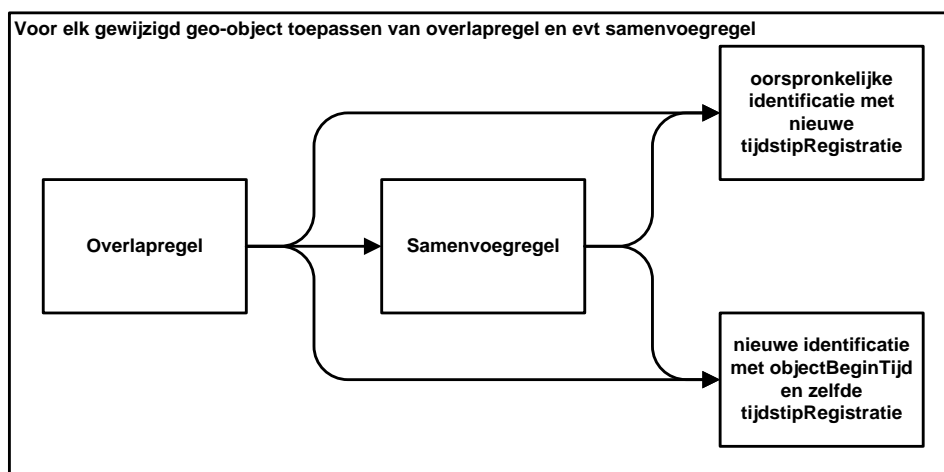 Voor elk gewijzigd geo-object toepassen van overlapregel en evt samenvoegregel
oorspronkelijke
identificatie met
nieuwe
tijdstipRegistratie
Overlapregel
Samenvoegregel
nieuwe identificatie
met objectBeginTijd
en zelfde
tijdstipRegistratie